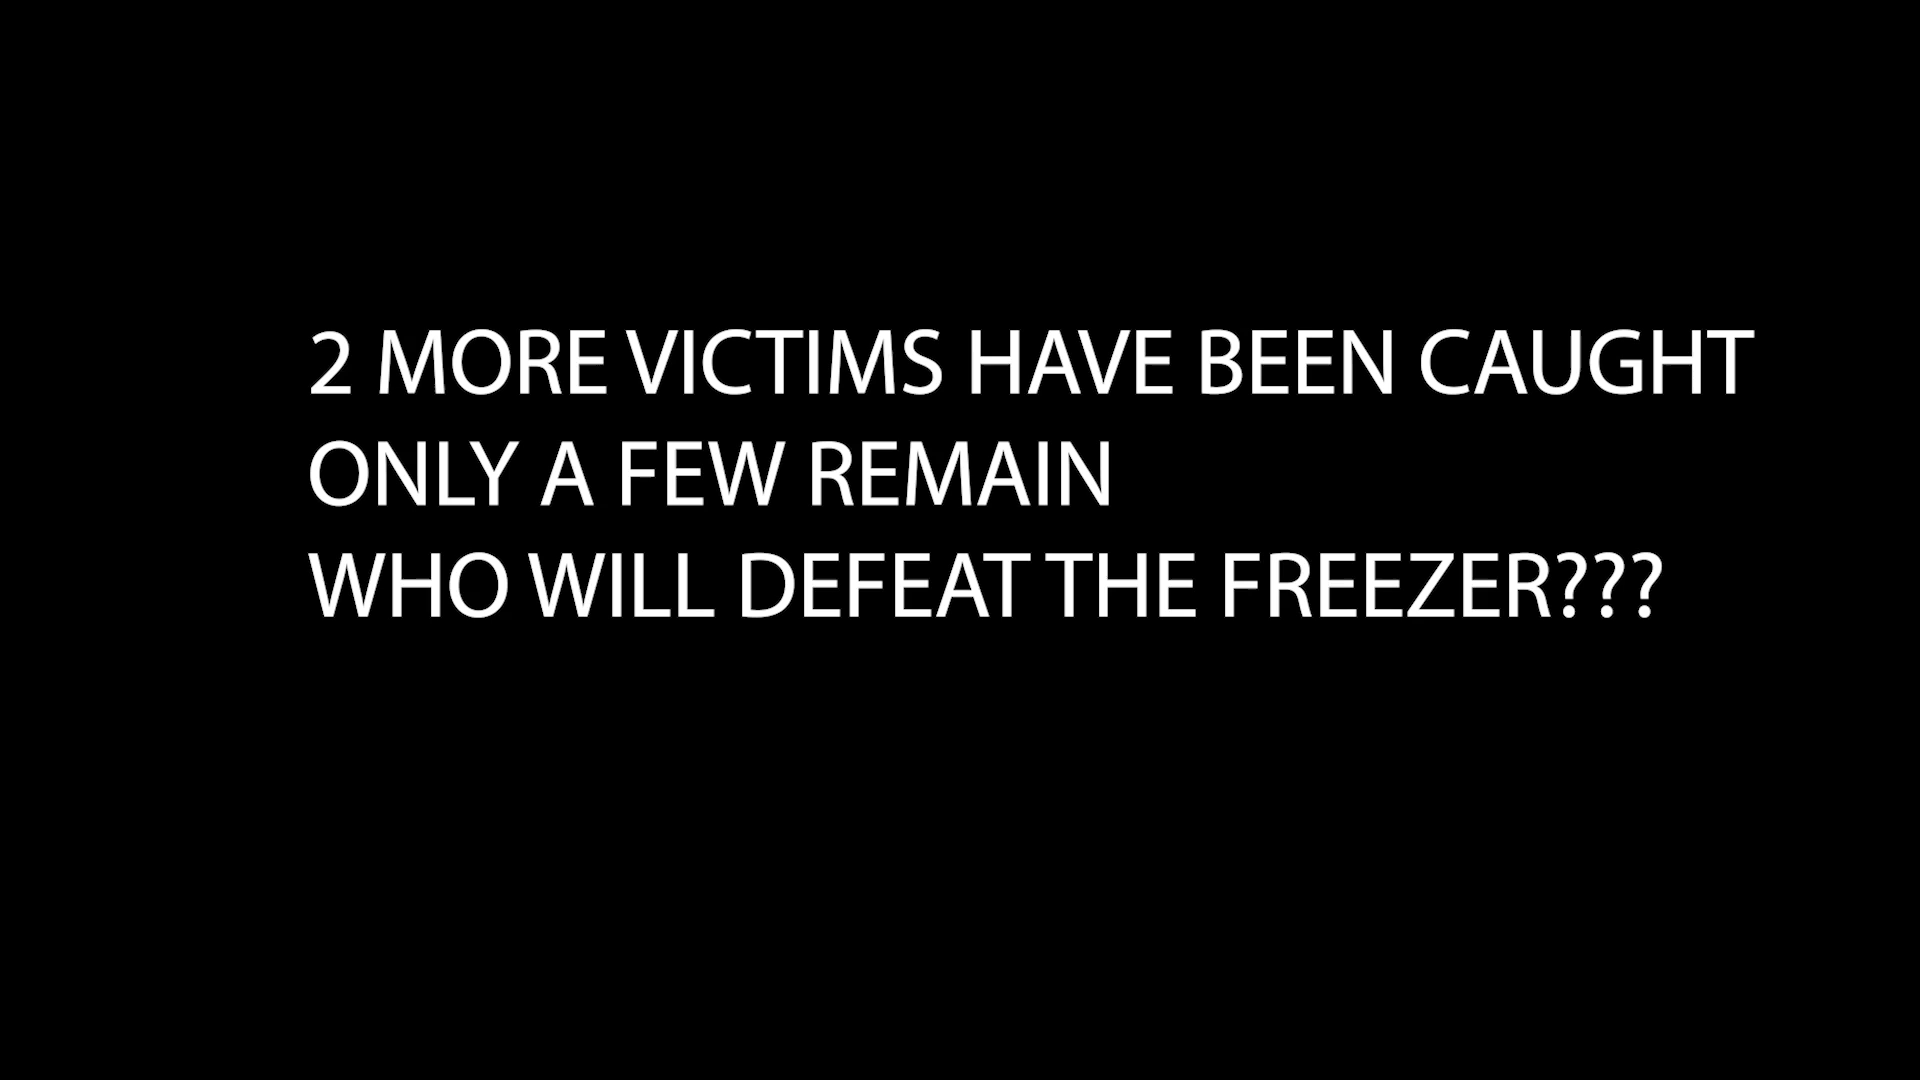 2 MORE VICTIMS HAVE BEEN CAUGHT
ONLY A FEW REMAIN
WHO WILL DEFEAT THE FREEZER???